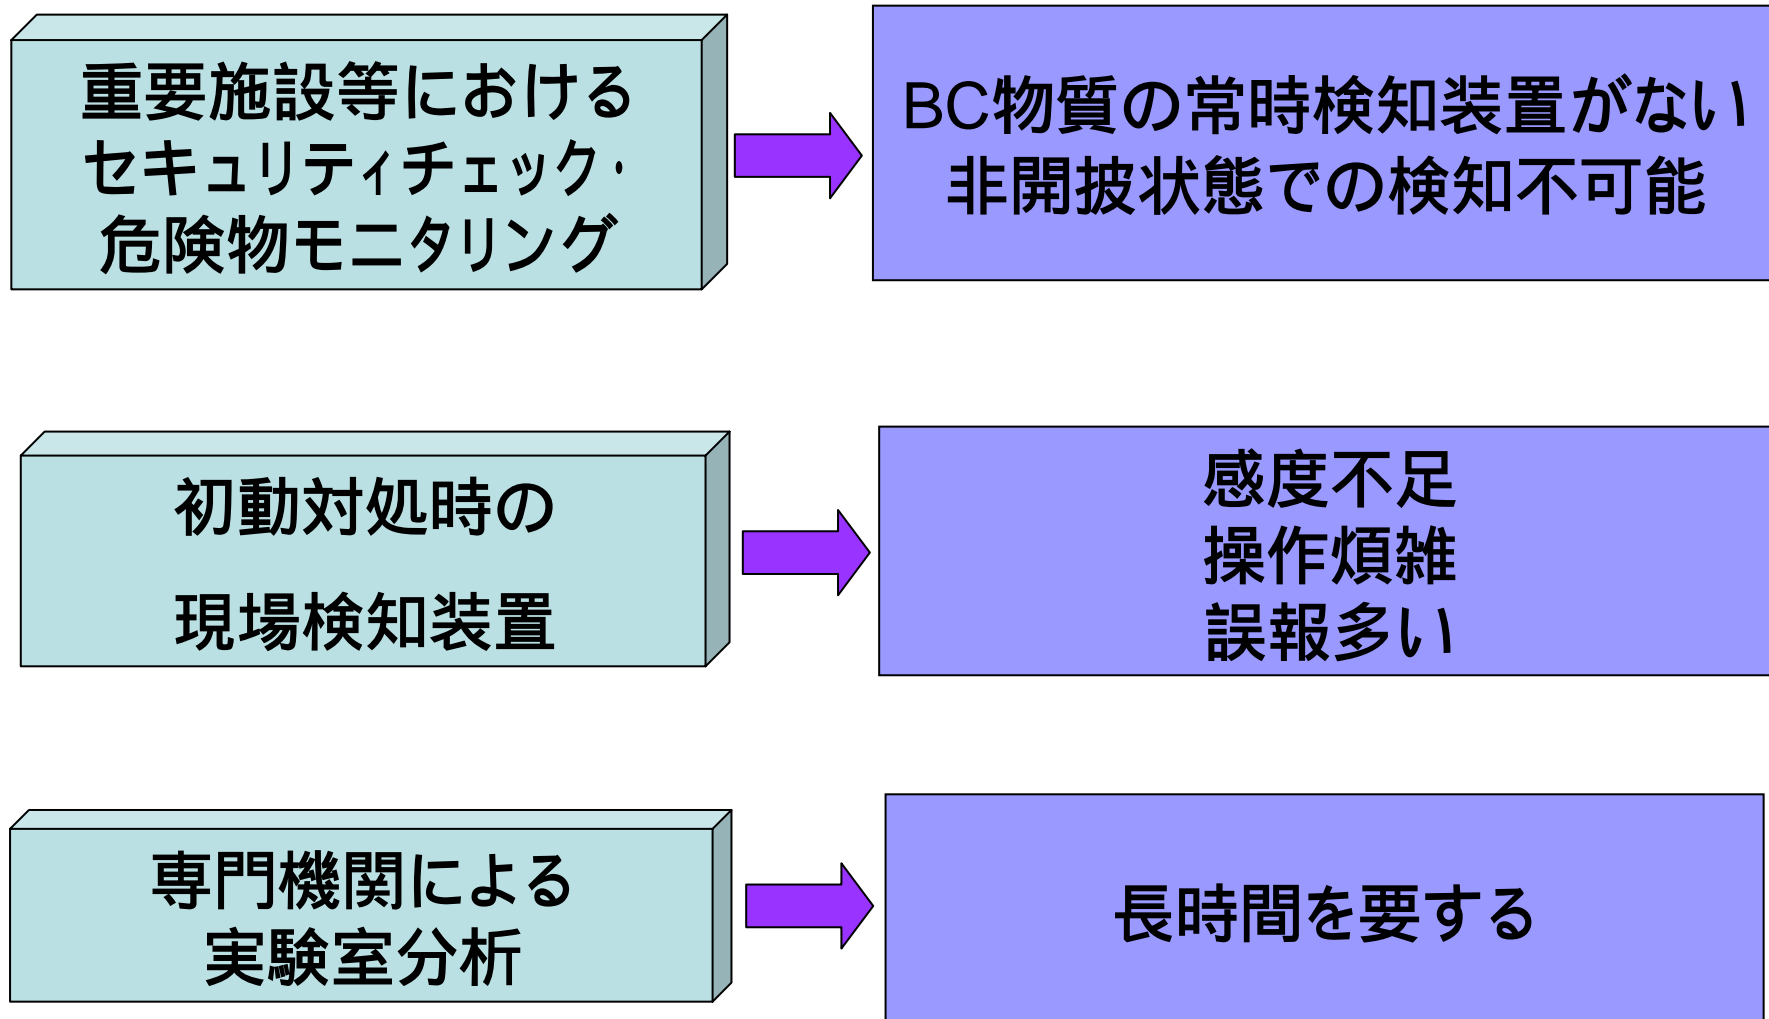 重要施設等における
セキュリティチェック・
危険物モニタリング
BC物質の常時検知装置がない
非開披状態での検知不可能
初動対処時の
現場検知装置
感度不足
操作煩雑
誤報多い
専門機関による
実験室分析
長時間を要する